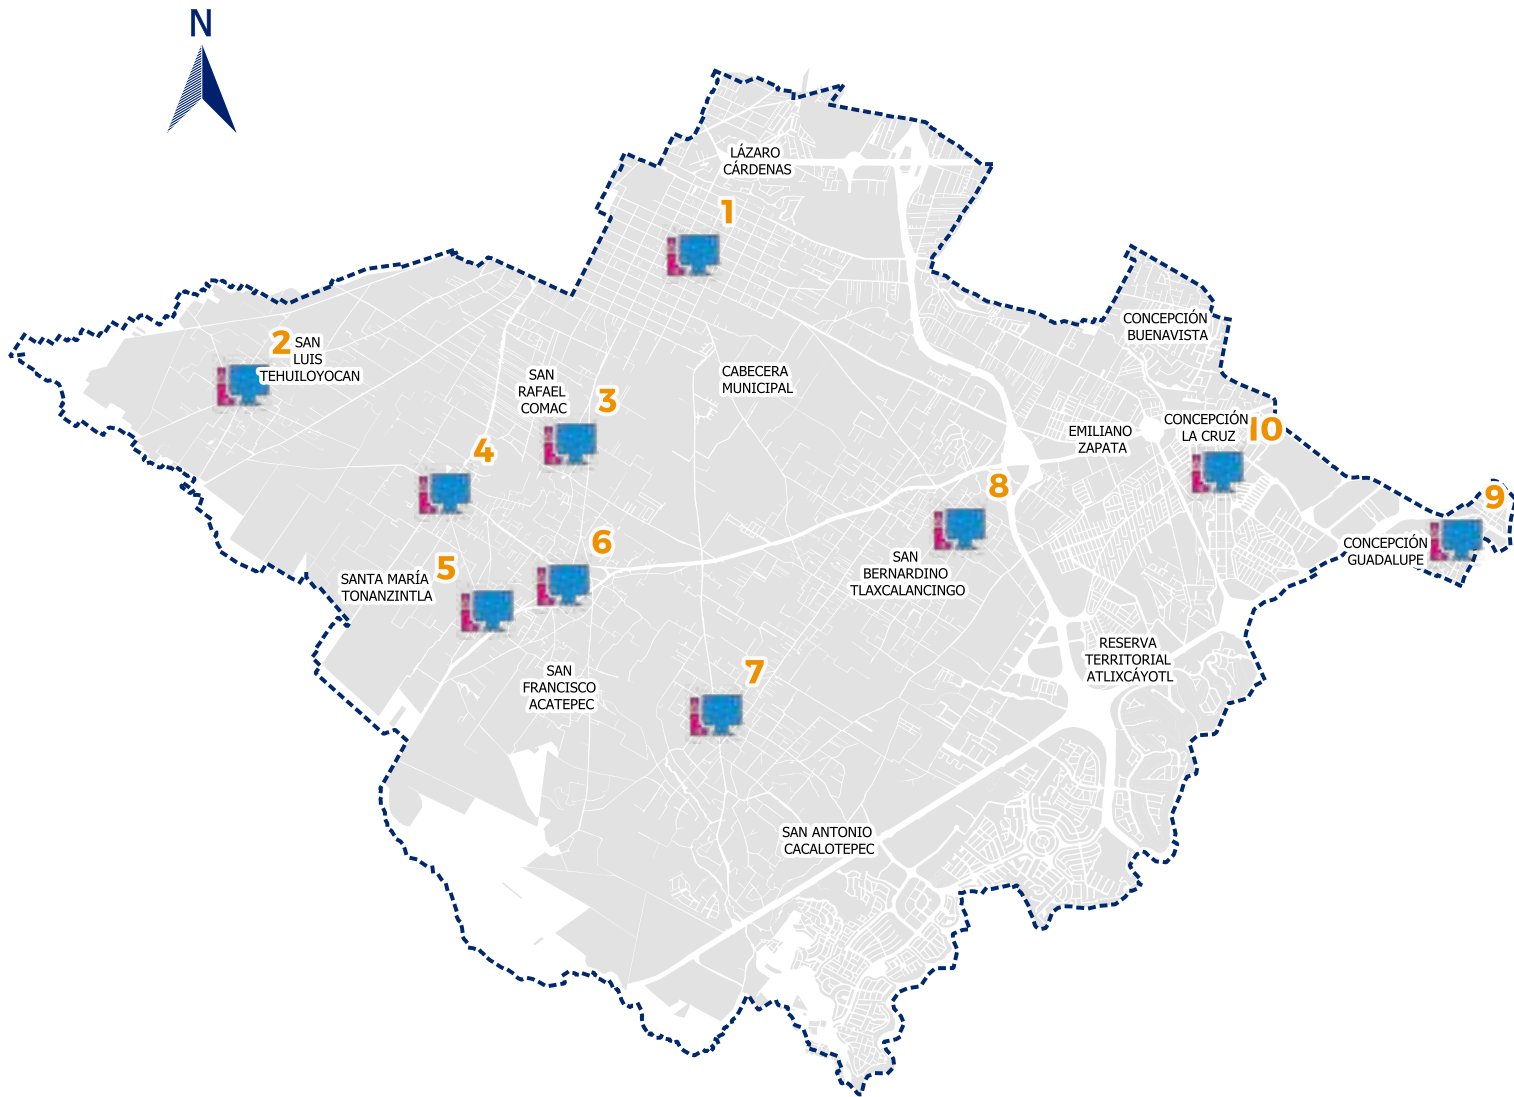 N
LÁZARO
CÁRDENAS
1
CONCEPCIÓN
BUENAVISTA
2
SAN
LUIS
TEHUILOYOCAN
SAN
RAFAEL
COMAC
3
CABECERA
MUNICIPAL
CONCEPCIÓN
LA CRUZ
10
EMILIANO
ZAPATA
4
8
9
CONCEPCIÓN
GUADALUPE
6
5
SANTA MARÍA
TONANZINTLA
SAN
BERNARDINO
TLAXCALANCINGO
RESERVA
TERRITORIAL
ATLIXCÁYOTL
SAN
FRANCISCO
ACATEPEC
7
SAN ANTONIO
CACALOTEPEC